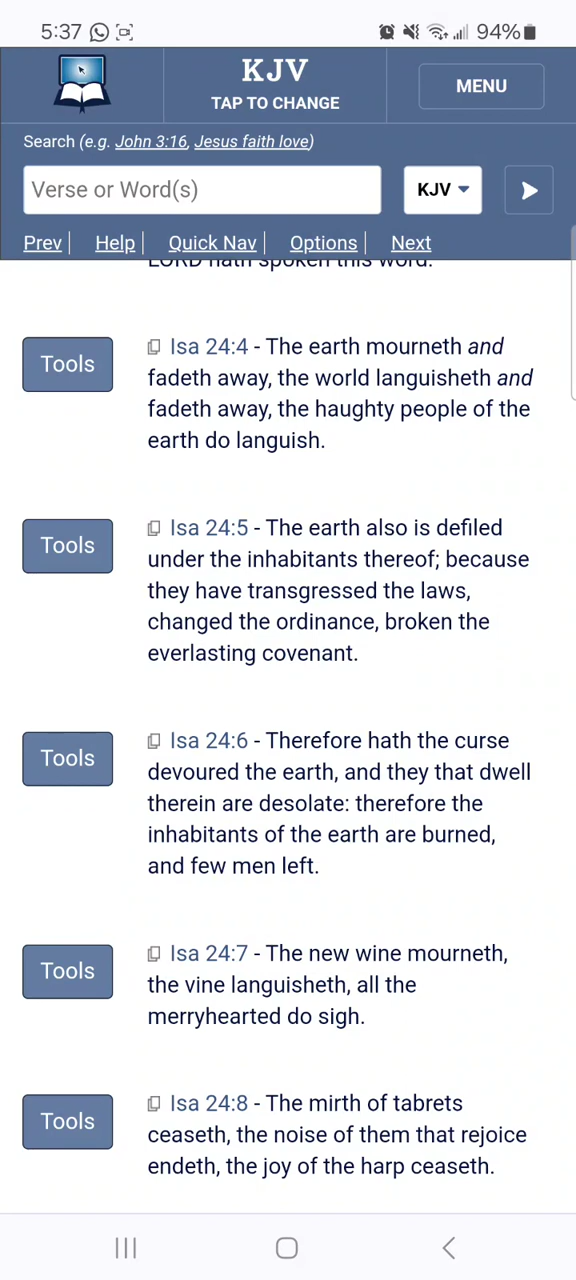 5:37 94%
KJV
TAP TO CHANGE
MENU
Search (e.g. John 3:16, Jesus faith love)
Verse or Word(s)
KJV
Prev Help Quick Nav Options Next
LORD hath spoken this word.
Tools
Isa 24:4 - The earth mourneth and
fadeth away, the world languisheth and
fadeth away, the haughty people of the
earth do languish.
Tools
Isa 24:5 - The earth also is defiled
under the inhabitants thereof; because
they have transgressed the laws,
changed the ordinance, broken the
everlasting covenant.
Tools
Isa 24:6 - Therefore hath the curse
devoured the earth, and they that dwell
therein are desolate: therefore the
inhabitants of the earth are burned,
and few men left.
Tools
Isa 24:7 - The new wine mourneth,
the vine languisheth, all the
merryhearted do sigh.
Tools
Isa 24:8 - The mirth of tabrets
ceaseth, the noise of them that rejoice
endeth, the joy of the harp ceaseth.